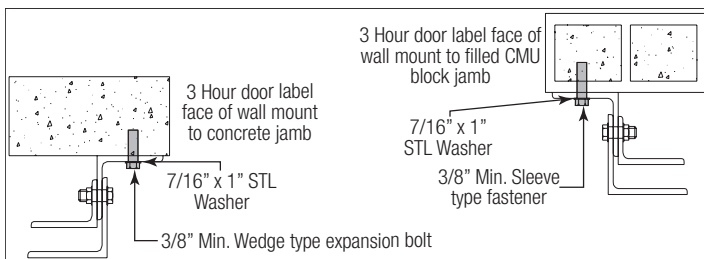 3 Hour door label
face of wall mount
to concrete jamb
7/16” x 1” STL
Washer
3/8” Min. Wedge type expansion bolt
3 Hour door label face of
wall mount to filled CMU
block jamb
7/16” x 1”
STL Washer
3/8” Min. Sleeve
type fastener